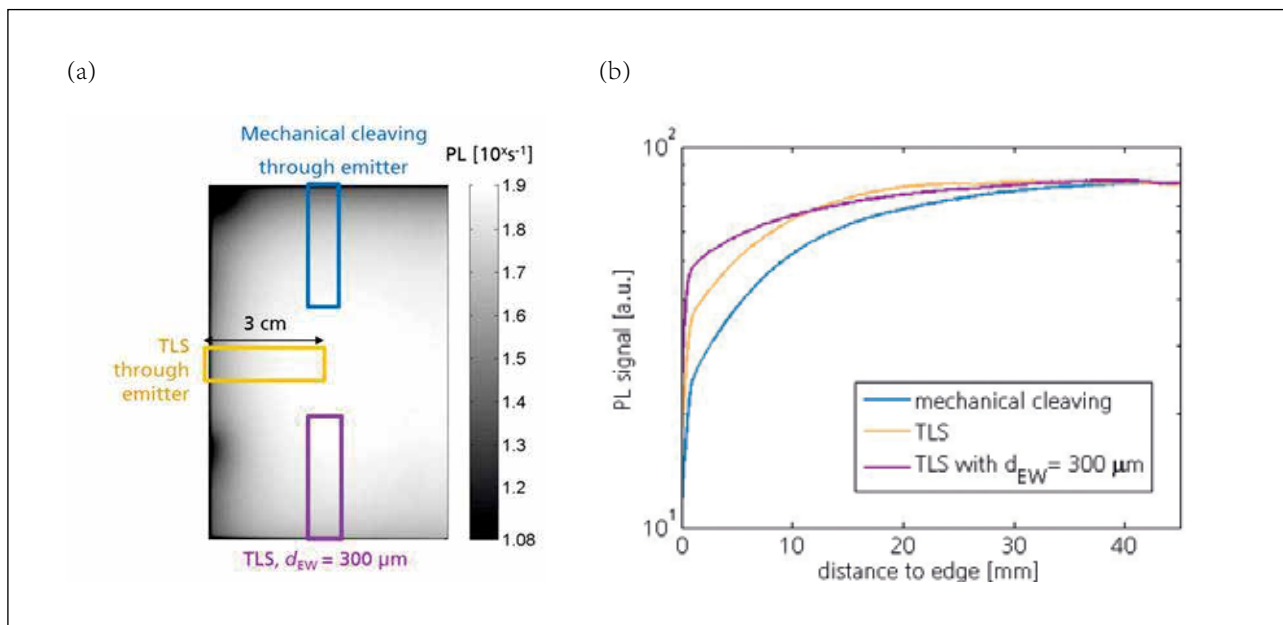 (a)
Mechanical cleaving
through emitter
PL [10ˣs⁻¹]
1.9
1.8
1.7
1.6
1.5
1.4
1.3
1.2
1.08
3 cm
TLS
through
emitter
TLS, d_EW = 300 µm
(b)
10²
10¹
PL signal [a.u.]
mechanical cleaving
TLS
TLS with d_EW = 300 µm
0 10 20 30 40
distance to edge [mm]